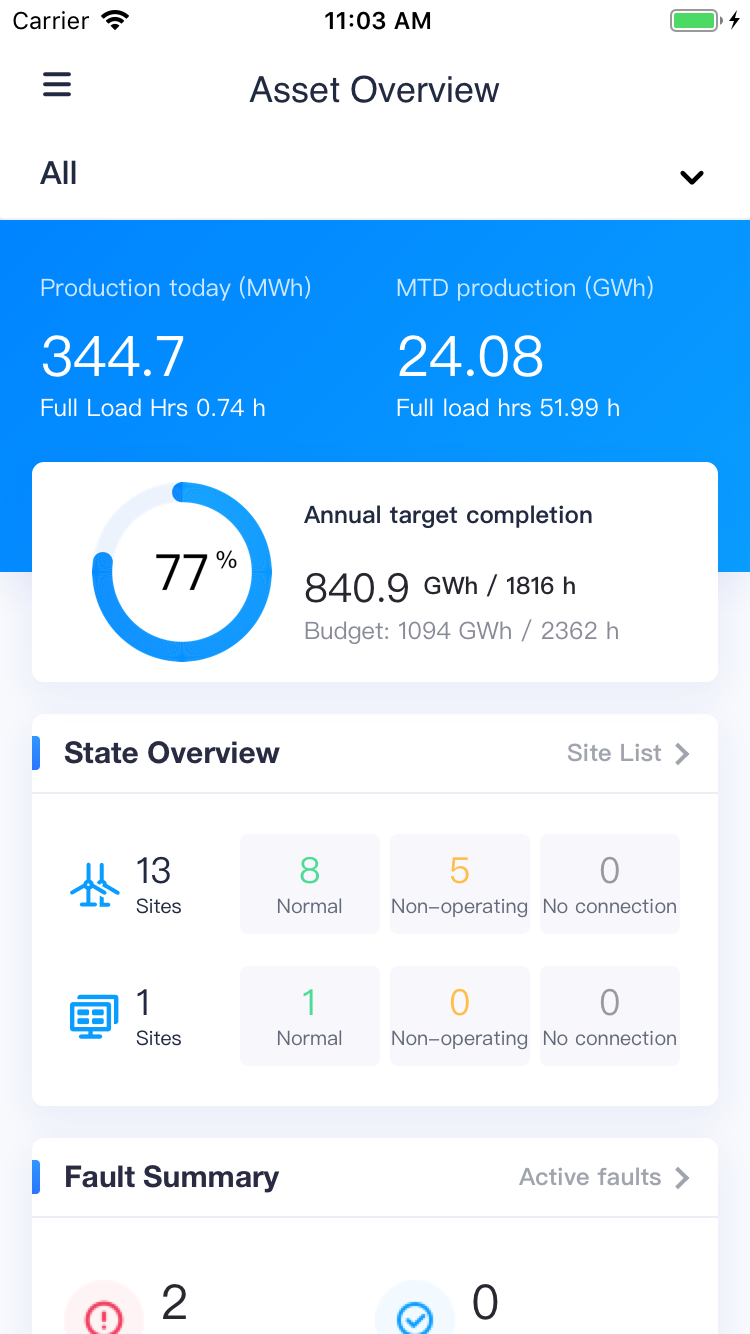 Carrier 11:03 AM
Asset Overview
All
Production today (MWh) MTD production (GWh)
344.7 24.08
Full Load Hrs 0.74 h Full load hrs 51.99 h
Annual target completion
77 %
840.9 GWh / 1816 h
Budget: 1094 GWh / 2362 h
State Overview Site List
13 8 5 0
Sites Normal Non-operating No connection
1 1 0 0
Sites Normal Non-operating No connection
Fault Summary Active faults
2 0